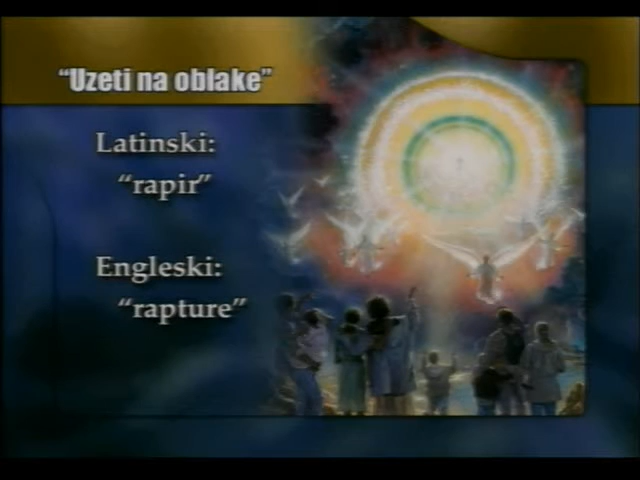 “Uzeti na oblake”
Latinski:
“rapir”
Engleski:
“rapture”